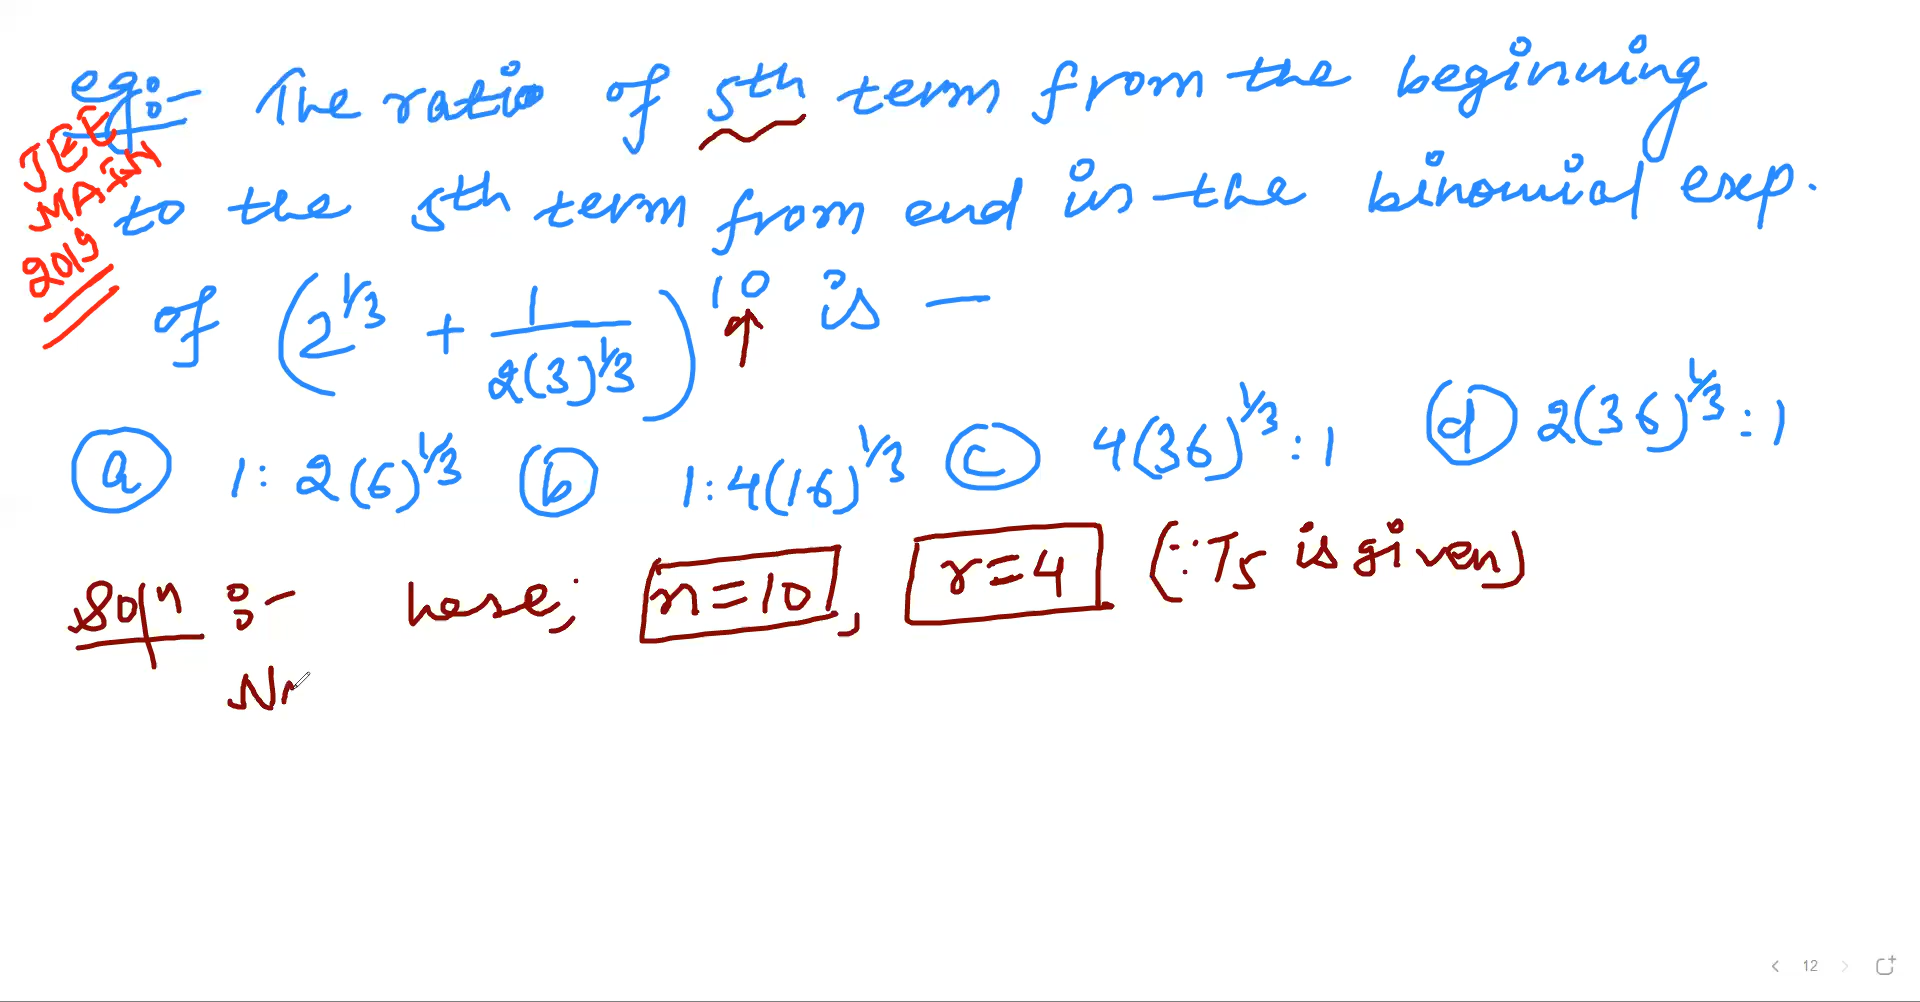 eg:- The ratio of 5th term from the beginning
JEE MAIN 2019
to the 5th term from end in the binomial exp.
of (2^{1/3} + 1/(2(3)^{1/3}))^{10} is —
(a) 1:2(6)^{1/3} (b) 1:4(16)^{1/3} (c) 4(36)^{1/3}:1 (d) 2(36)^{1/3}:1
Solⁿ :- here; n=10, r=4 (∵T5 is given)
12